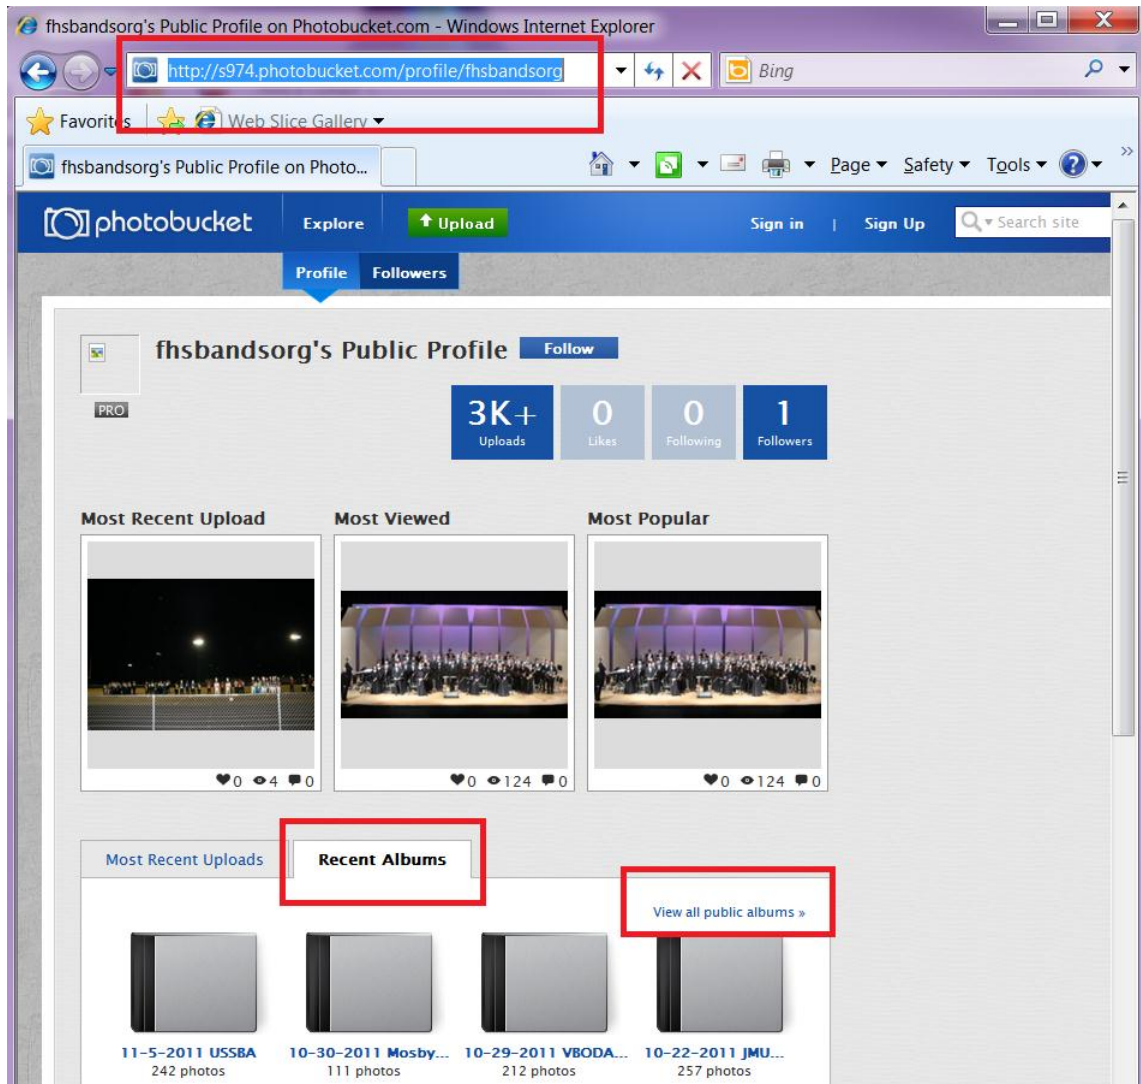 fhsbandsorg's Public Profile on Photobucket.com - Windows Internet Explorer
http://s974.photobucket.com/profile/fhsbandsorg Bing
Favorites Web Slice Gallery
fhsbandsorg's Public Profile on Photo... Page Safety Tools »
photobucket Explore Upload Sign in | Sign Up Search site
Profile Followers
fhsbandsorg's Public Profile Follow
PRO
3K+ 0 0 1
Uploads Likes Following Followers
Most Recent Upload Most Viewed Most Popular
0 4 0 0 124 0 0 124 0
Most Recent Uploads Recent Albums
View all public albums »
11-5-2011 USSBA 10-30-2011 Mosby... 10-29-2011 VBODA... 10-22-2011 JMU...
242 photos 111 photos 212 photos 257 photos